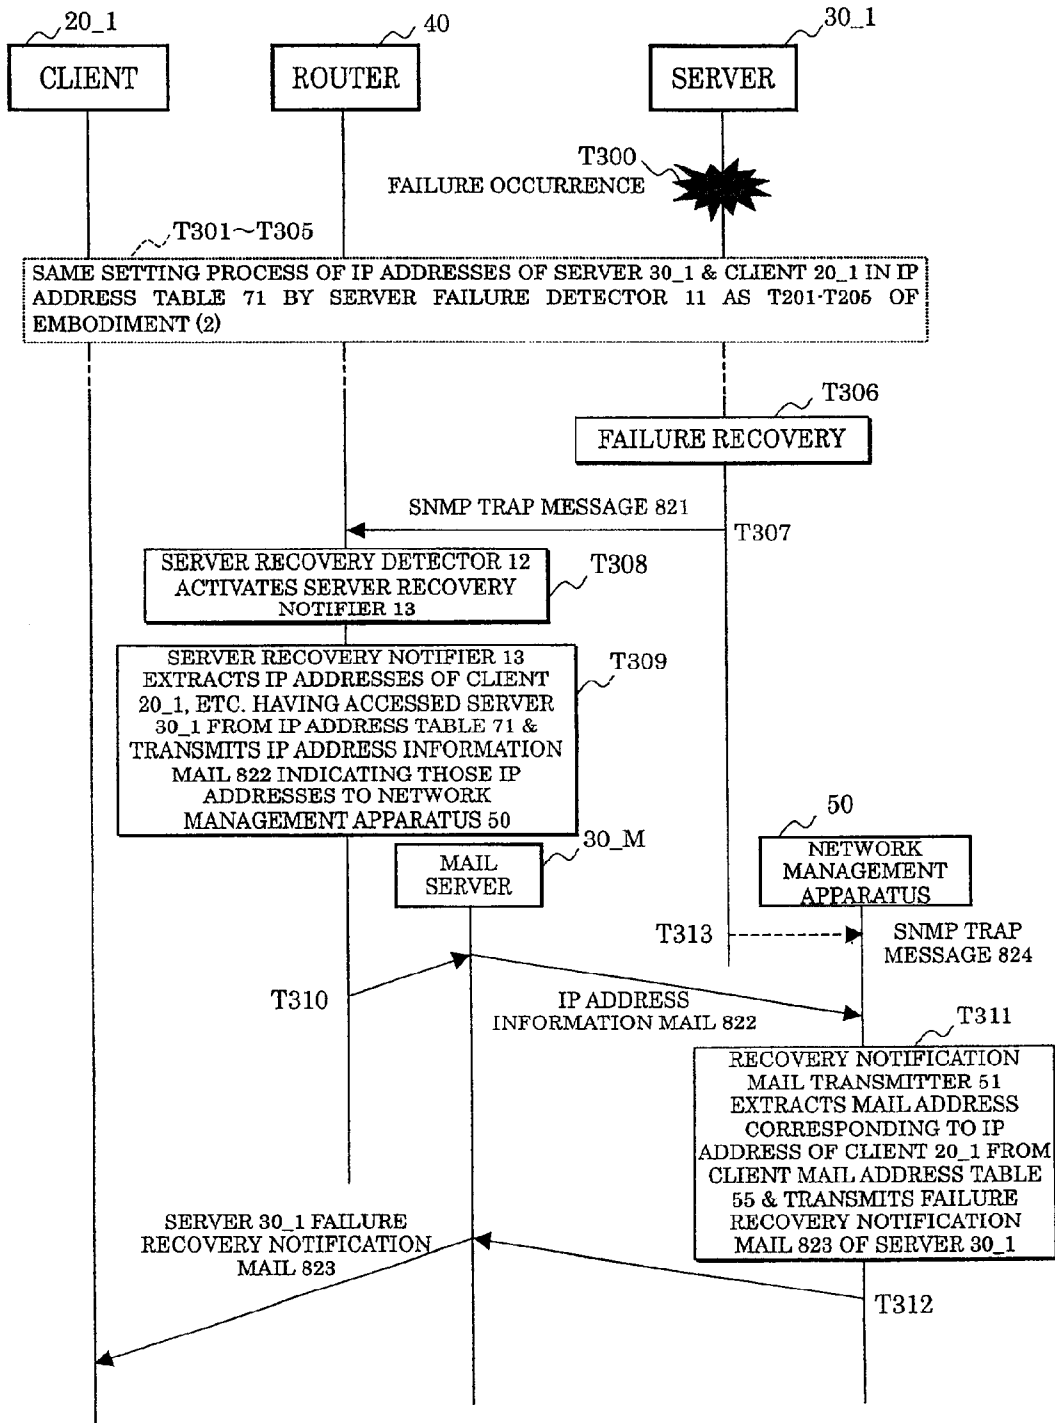 20_1
40
30_1
CLIENT
ROUTER
SERVER
T300
FAILURE OCCURRENCE
T301~T305
SAME SETTING PROCESS OF IP ADDRESSES OF SERVER 30_1 & CLIENT 20_1 IN IP
ADDRESS TABLE 71 BY SERVER FAILURE DETECTOR 11 AS T201-T205 OF
EMBODIMENT (2)
T306
FAILURE RECOVERY
SNMP TRAP MESSAGE 821
T307
SERVER RECOVERY DETECTOR 12
ACTIVATES SERVER RECOVERY
NOTIFIER 13
T308
SERVER RECOVERY NOTIFIER 13
EXTRACTS IP ADDRESSES OF CLIENT
20_1, ETC. HAVING ACCESSED SERVER
30_1 FROM IP ADDRESS TABLE 71 &
TRANSMITS IP ADDRESS INFORMATION
MAIL 822 INDICATING THOSE IP
ADDRESSES TO NETWORK
MANAGEMENT APPARATUS 50
T309
30_M
MAIL
SERVER
50
NETWORK
MANAGEMENT
APPARATUS
T313
SNMP TRAP
MESSAGE 824
T310
IP ADDRESS
INFORMATION MAIL 822
T311
RECOVERY NOTIFICATION
MAIL TRANSMITTER 51
EXTRACTS MAIL ADDRESS
CORRESPONDING TO IP
ADDRESS OF CLIENT 20_1 FROM
CLIENT MAIL ADDRESS TABLE
55 & TRANSMITS FAILURE
RECOVERY NOTIFICATION
MAIL 823 OF SERVER 30_1
SERVER 30_1 FAILURE
RECOVERY NOTIFICATION
MAIL 823
T312